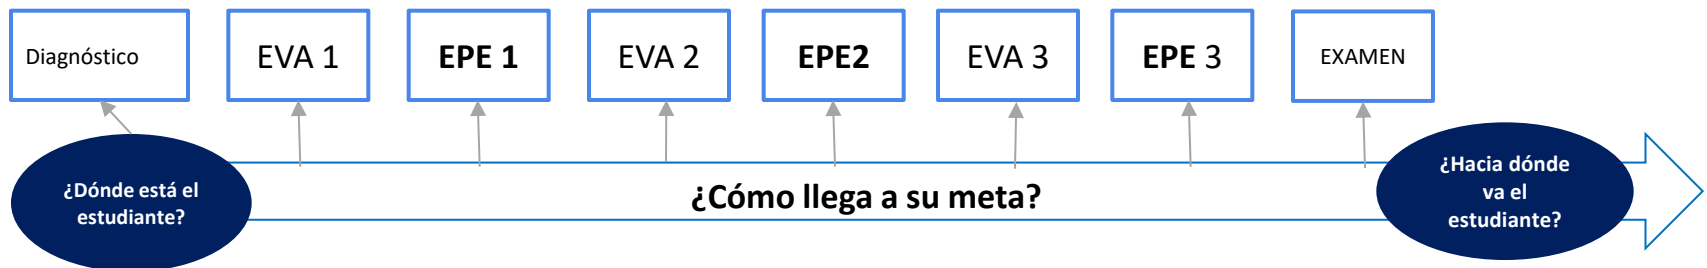 Diagnóstico
EVA 1
EPE 1
EVA 2
EPE2
EVA 3
EPE 3
EXAMEN
¿Dónde está el
estudiante?
¿Cómo llega a su meta?
¿Hacia dónde
va el
estudiante?